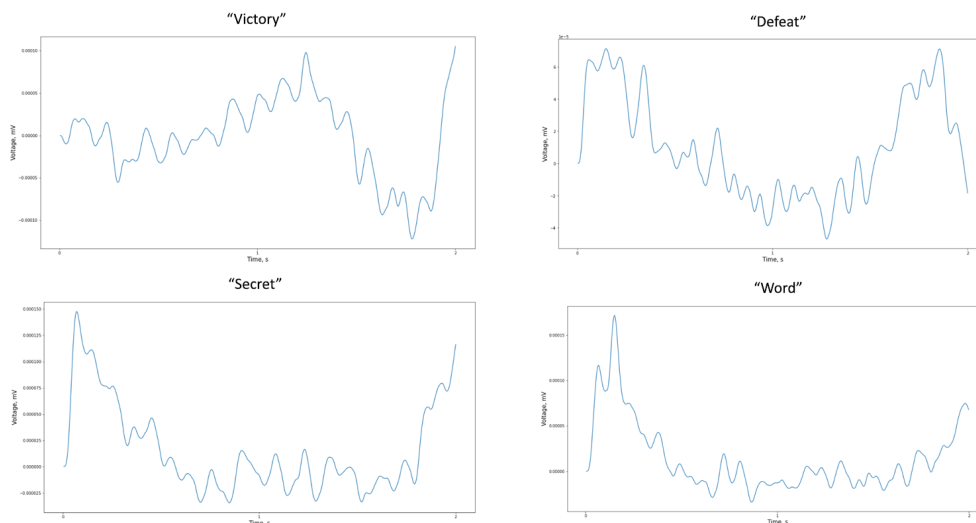 “Victory”
0.00010
0.00005
0.00000
−0.00005
−0.00010
Voltage, mV
0
1
2
Time, s
“Defeat”
1e−5
6
4
2
0
−2
−4
Voltage, mV
0
1
2
Time, s
“Secret”
0.000150
0.000125
0.000100
0.000075
0.000050
0.000025
0.000000
−0.000025
Voltage, mV
0
1
2
Time, s
“Word”
0.00015
0.00010
0.00005
0.00000
Voltage, mV
0
1
2
Time, s